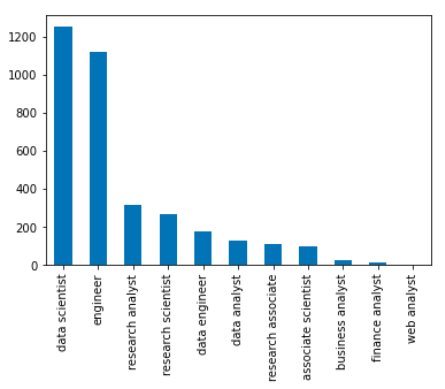 1200
1000
800
600
400
200
0
data scientist
engineer
research analyst
research scientist
data engineer
data analyst
research associate
associate scientist
business analyst
finance analyst
web analyst